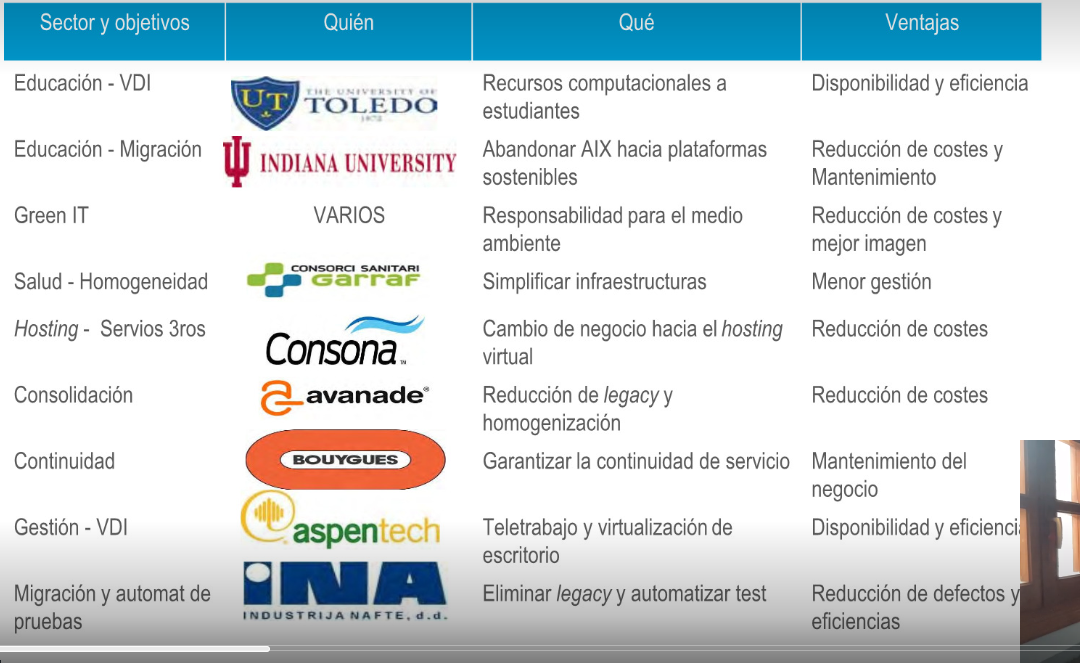 Sector y objetivos Quién Qué Ventajas
Educación - VDI
THE UNIVERSITY OF
UT TOLEDO
1872
Recursos computacionales a
estudiantes
Disponibilidad y eficiencia
Educación - Migración
INDIANA UNIVERSITY
Abandonar AIX hacia plataformas
sostenibles
Reducción de costes y
Mantenimiento
Green IT
VARIOS
Responsabilidad para el medio
ambiente
Reducción de costes y
mejor imagen
Salud - Homogeneidad
CONSORCI SANITARI
Garraf
Simplificar infraestructuras
Menor gestión
Hosting - Servios 3ros
Consona™
Cambio de negocio hacia el hosting
virtual
Reducción de costes
Consolidación
avanade®
Reducción de legacy y
homogenización
Reducción de costes
Continuidad
BOUYGUES
Garantizar la continuidad de servicio
Mantenimiento del
negocio
Gestión - VDI
aspentech
Teletrabajo y virtualización de
escritorio
Disponibilidad y eficiencia
Migración y automat de
pruebas
INA
INDUSTRIJA NAFTE, d.d.
Eliminar legacy y automatizar test
Reducción de defectos y
eficiencias